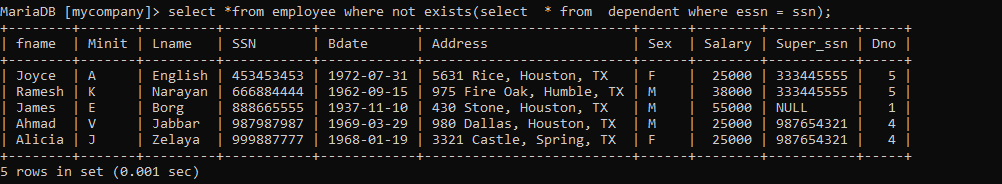 MariaDB [mycompany]> select *from employee where not exists(select  * from  dependent where essn = ssn);
+--------+-------+---------+-----------+------------+-------------------------+------+--------+-----------+-----+
| fname  | Minit | Lname   | SSN       | Bdate      | Address                 | Sex  | Salary | Super_ssn | Dno |
+--------+-------+---------+-----------+------------+-------------------------+------+--------+-----------+-----+
| Joyce  | A     | English | 453453453 | 1972-07-31 | 5631 Rice, Houston, TX  | F    |  25000 | 333445555 |   5 |
| Ramesh | K     | Narayan | 666884444 | 1962-09-15 | 975 Fire Oak, Humble, TX | M    |  38000 | 333445555 |   5 |
| James  | E     | Borg    | 888665555 | 1937-11-10 | 430 Stone, Houston, TX  | M    |  55000 | NULL      |   1 |
| Ahmad  | V     | Jabbar  | 987987987 | 1969-03-29 | 980 Dallas, Houston, TX | M    |  25000 | 987654321 |   4 |
| Alicia | J     | Zelaya  | 999887777 | 1968-01-19 | 3321 Castle, Spring, TX | F    |  25000 | 987654321 |   4 |
+--------+-------+---------+-----------+------------+-------------------------+------+--------+-----------+-----+
5 rows in set (0.001 sec)